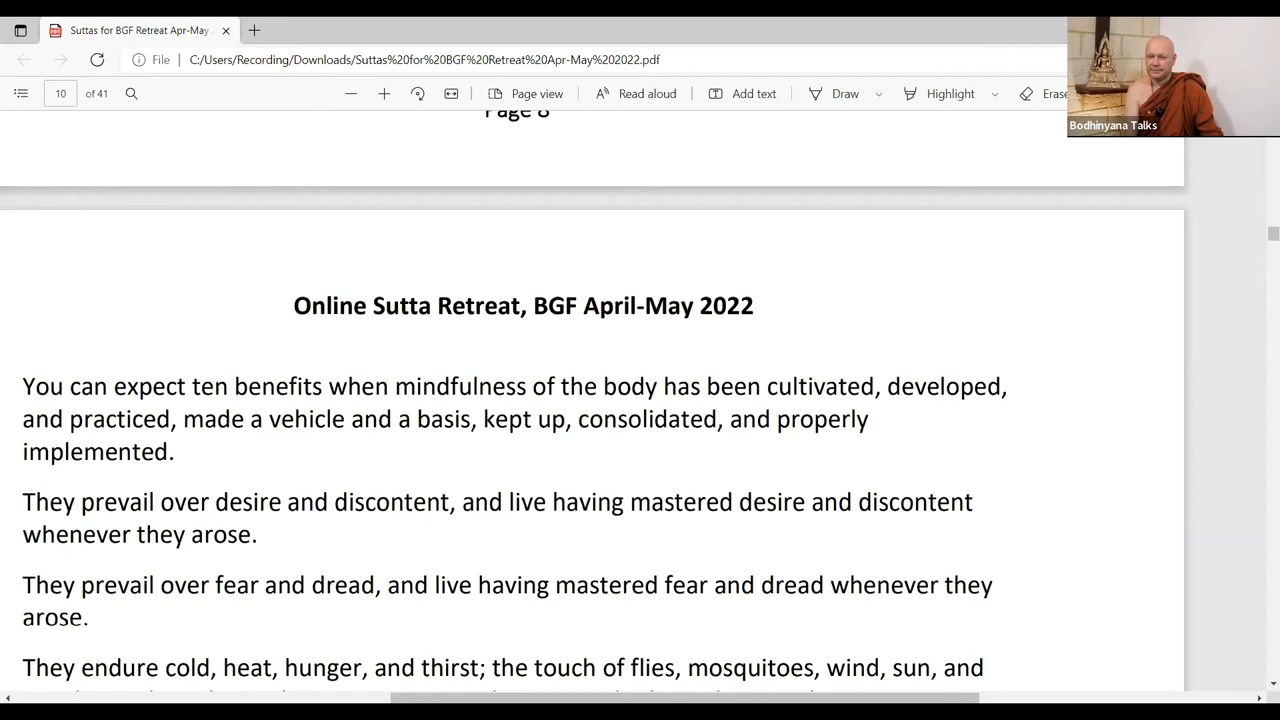 Suttas for BGF Retreat Apr-May
File
C:/Users/Recording/Downloads/Suttas%20for%20BGF%20Retreat%20Apr-May%202022.pdf
10 of 41
Page view
Read aloud
Add text
Draw
Highlight
Erase
Bodhinyana Talks
Page 8
Online Sutta Retreat, BGF April-May 2022
You can expect ten benefits when mindfulness of the body has been cultivated, developed,
and practiced, made a vehicle and a basis, kept up, consolidated, and properly
implemented.
They prevail over desire and discontent, and live having mastered desire and discontent
whenever they arose.
They prevail over fear and dread, and live having mastered fear and dread whenever they
arose.
They endure cold, heat, hunger, and thirst; the touch of flies, mosquitoes, wind, sun, and